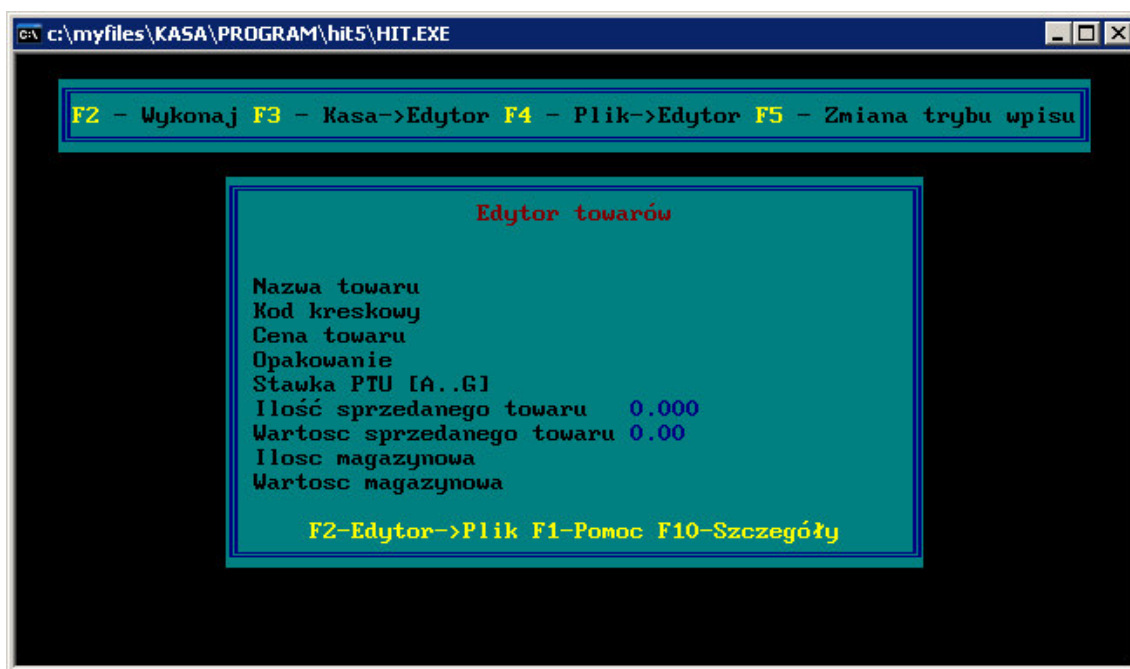 c:\myfiles\KASA\PROGRAM\hit5\HIT.EXE
F2 - Wykonaj F3 - Kasa->Edytor F4 - Plik->Edytor F5 - Zmiana trybu wpisu
Edytor towarów
Nazwa towaru
Kod kreskowy
Cena towaru
Opakowanie
Stawka PTU [A..G]
Ilość sprzedanego towaru 0.000
Wartosc sprzedanego towaru 0.00
Ilosc magazynowa
Wartosc magazynowa
F2-Edytor->Plik F1-Pomoc F10-Szczegóły